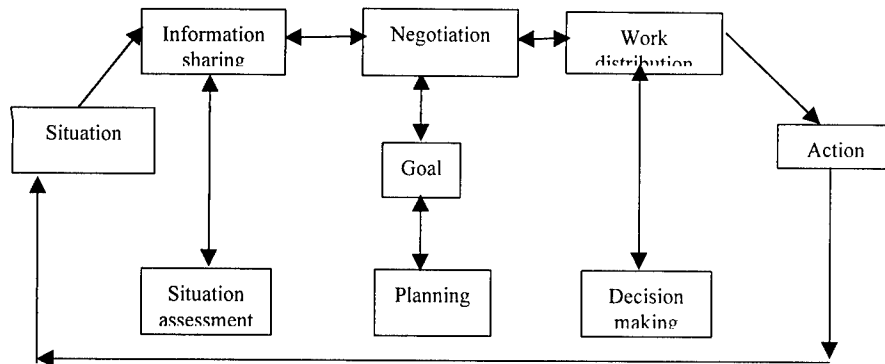 Information
sharing
Negotiation
Work
distribution
Situation
Action
Goal
Situation
assessment
Planning
Decision
making